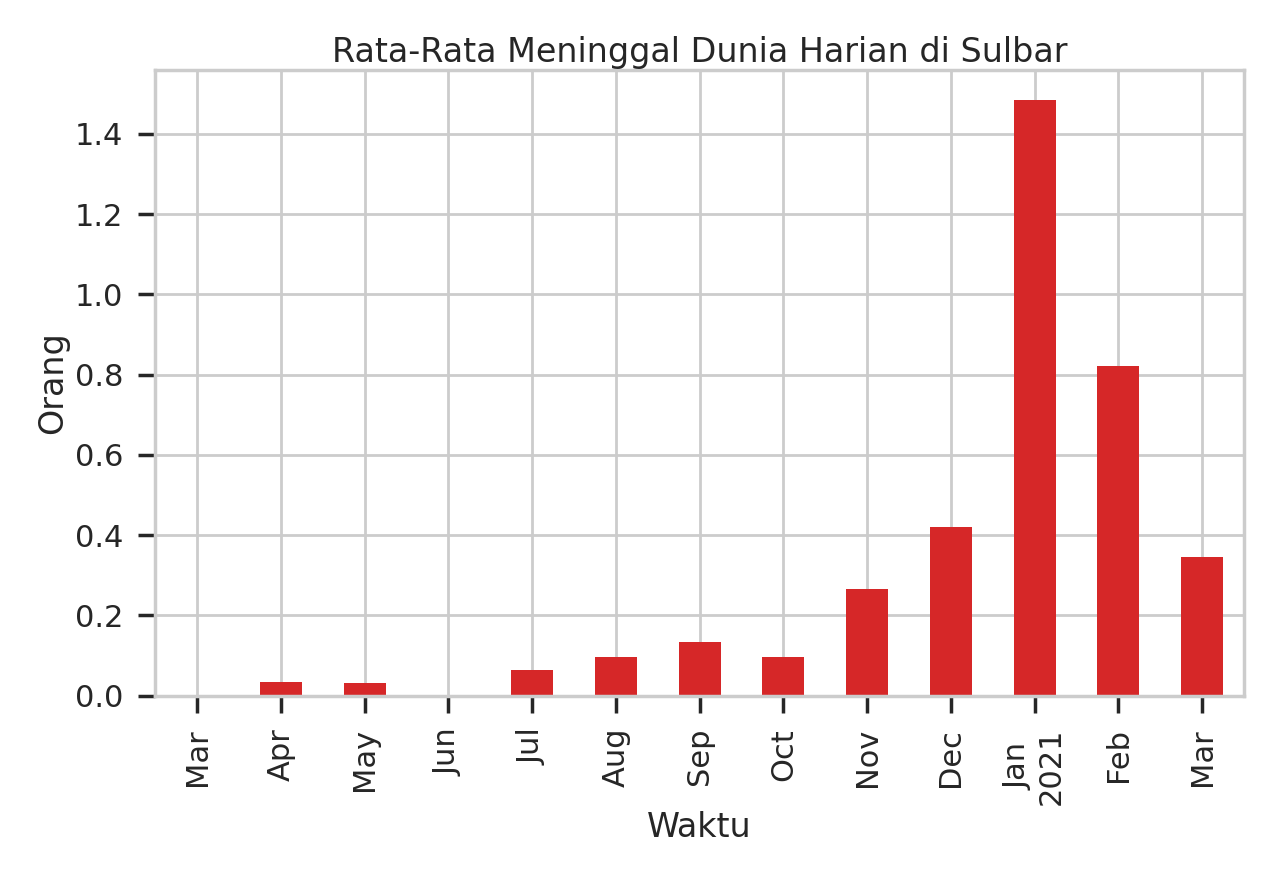 Rata-Rata Meninggal Dunia Harian di Sulbar
Orang
1.4
1.2
1.0
0.8
0.6
0.4
0.2
0.0
Mar
Apr
May
Jun
Jul
Aug
Sep
Oct
Nov
Dec
Jan
2021
Feb
Mar
Waktu